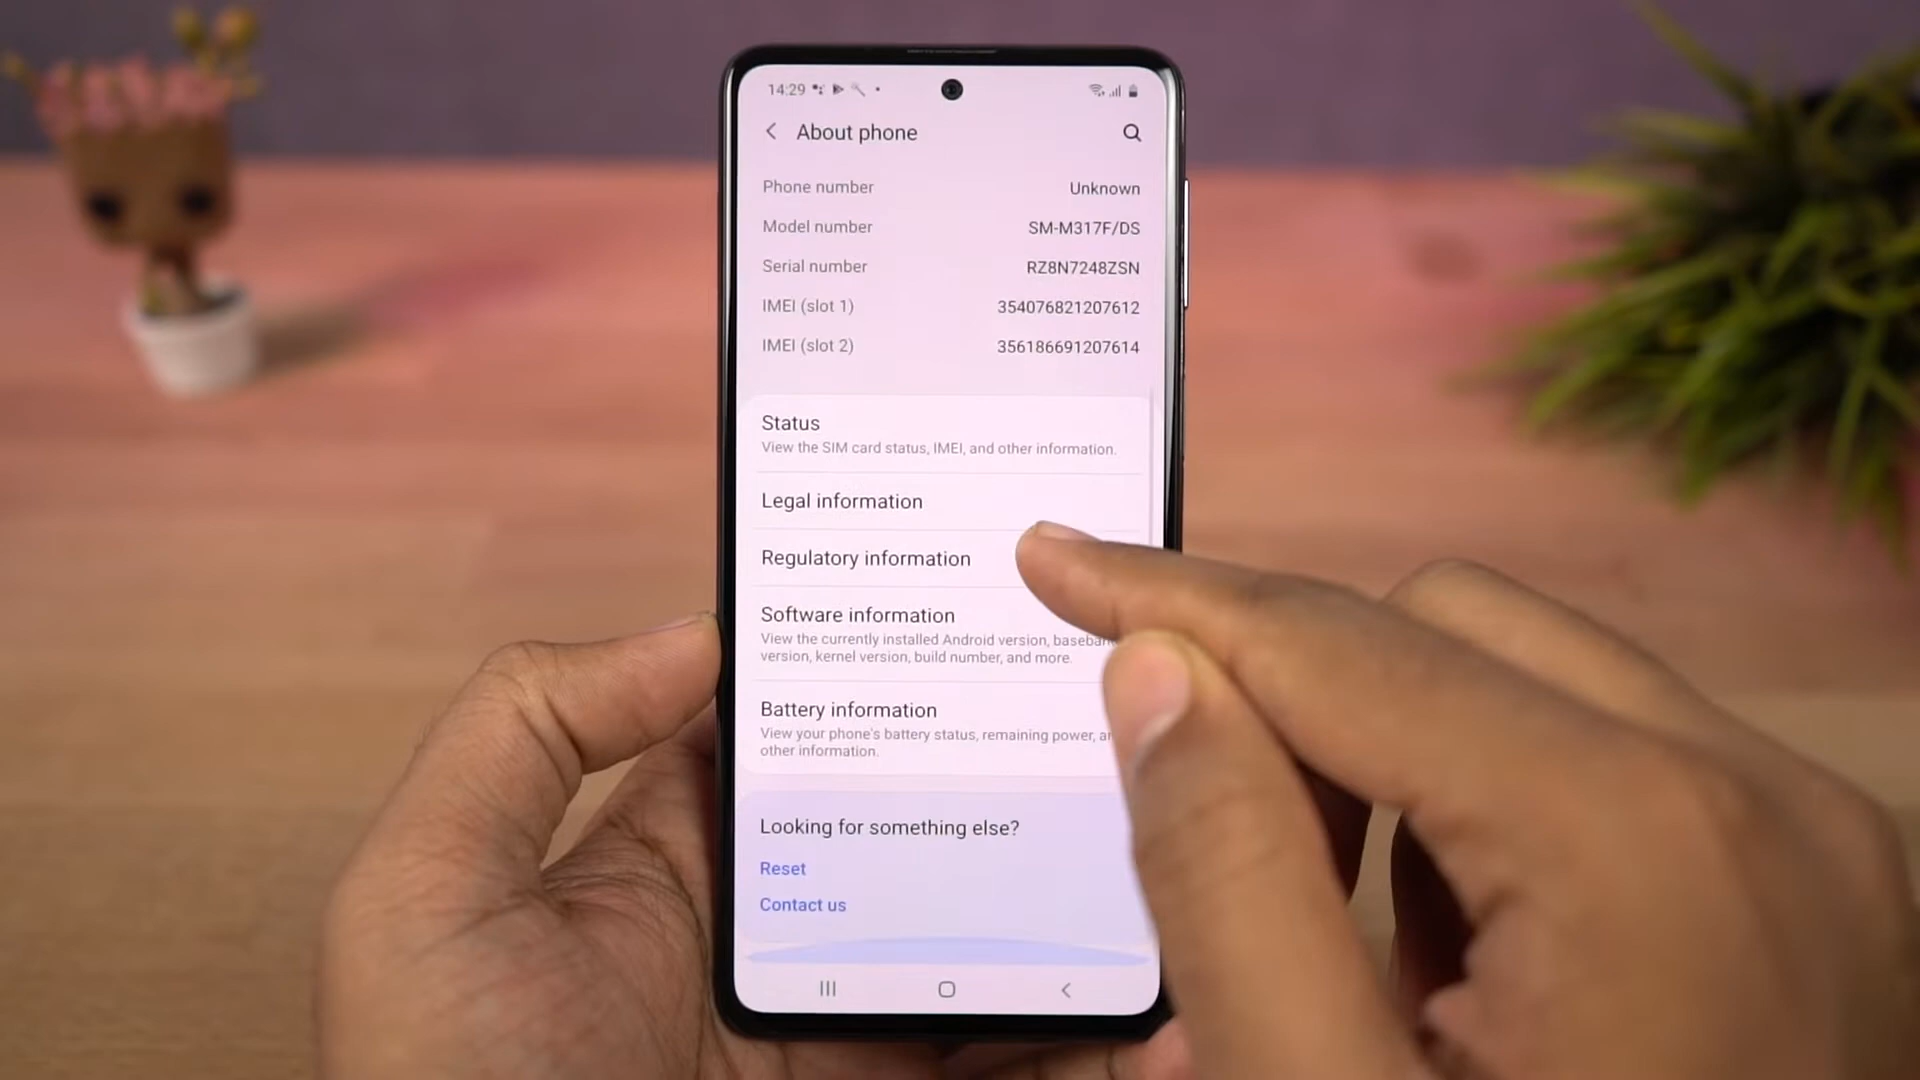 14:29
About phone
Phone number Unknown
Model number SM-M317F/DS
Serial number RZ8N7248ZSN
IMEI (slot 1) 354076821207612
IMEI (slot 2) 356186691207614
Status
View the SIM card status, IMEI, and other information.
Legal information
Regulatory information
Software information
View the currently installed Android version,
version, kernel version, build number, and more.
Battery information
View your phone's battery status, remaining power,
other information.
Looking for something else?
Reset
Contact us